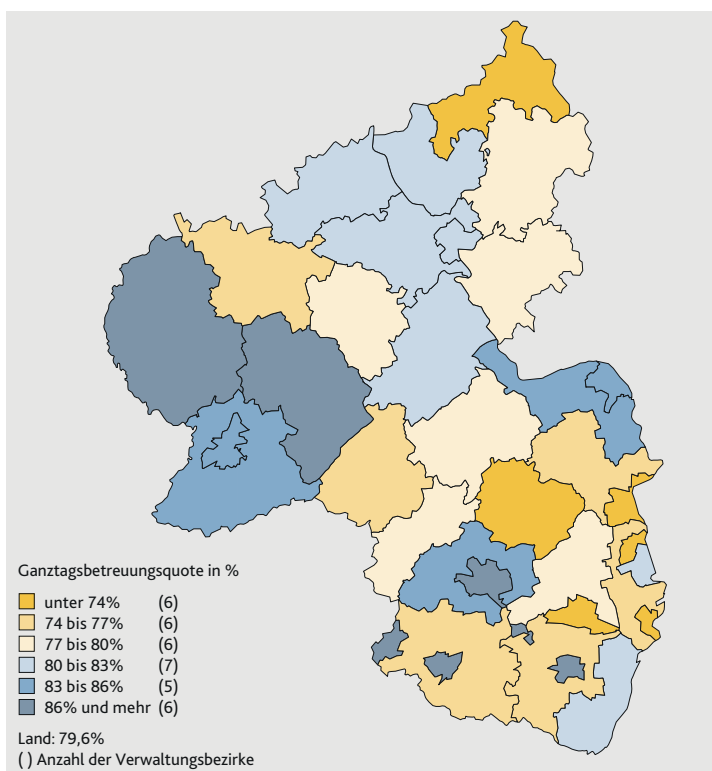 Ganztagsbetreuungsquote in %
unter 74% (6)
74 bis 77% (6)
77 bis 80% (6)
80 bis 83% (7)
83 bis 86% (5)
86% und mehr (6)
Land: 79,6%
( ) Anzahl der Verwaltungsbezirke